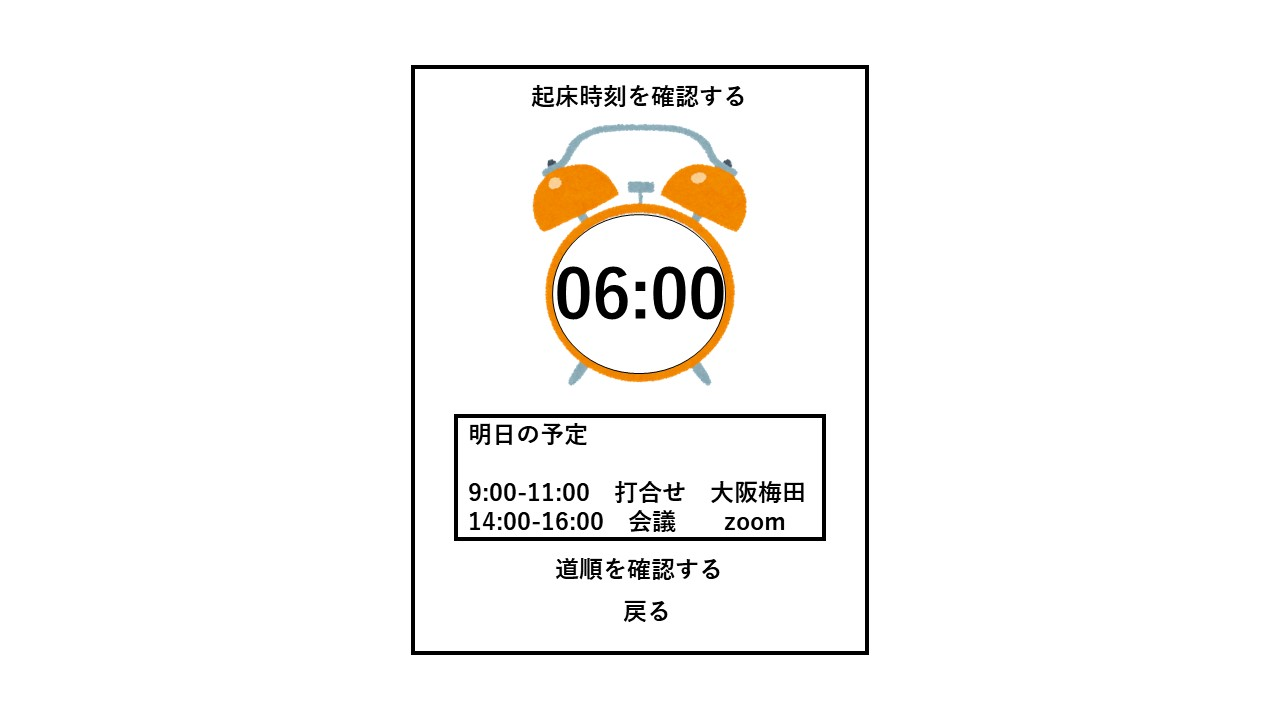 起床時刻を確認する
06:00
明日の予定
9:00-11:00　打合せ　大阪梅田
14:00-16:00　会議　　zoom
道順を確認する
戻る